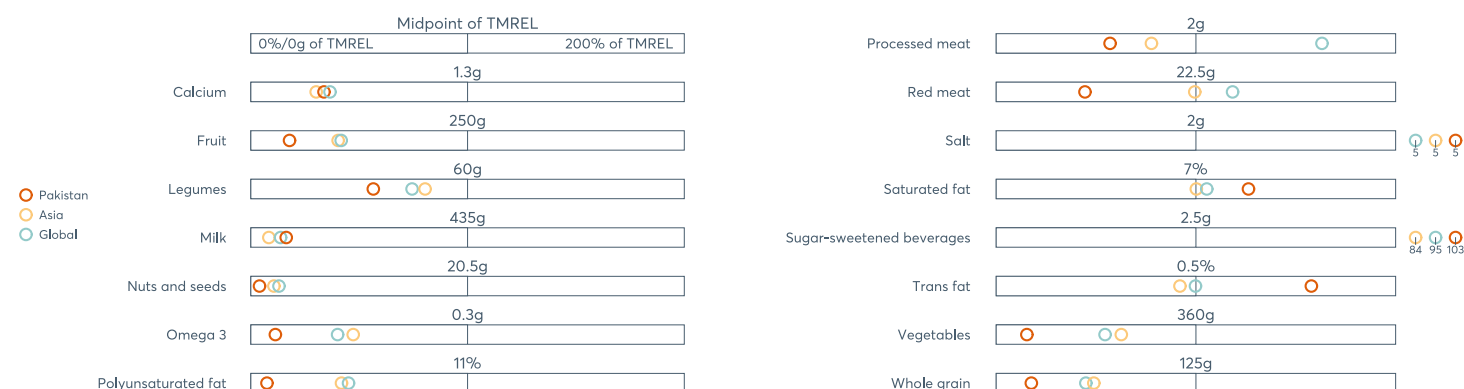 Midpoint of TMREL
0%/0g of TMREL
200% of TMREL
1.3g
Calcium
250g
Fruit
60g
Legumes
435g
Milk
20.5g
Nuts and seeds
0.3g
Omega 3
11%
Polyunsaturated fat
Pakistan
Asia
Global
2g
Processed meat
22.5g
Red meat
2g
Salt
5 5 5
7%
Saturated fat
2.5g
Sugar-sweetened beverages
84 95 103
0.5%
Trans fat
360g
Vegetables
125g
Whole grain